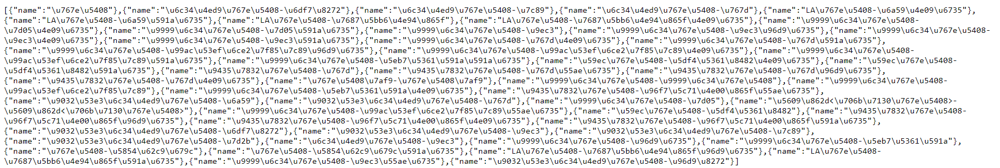 [{"name":"\u767e\u5408"},{"name":"\u6c34\u4ed9\u767e\u5408-\u6df7\u8272"},{"name":"\u6c34\u4ed9\u767e\u5408-\u7c89"},{"name":"\u6c34\u4ed9\u767e\u5408-\u767d"},{"name":"LA\u767e\u5408-\u6a59\u4e09\u6735"},
{"name":"LA\u767e\u5408-\u6a59\u591a\u6735"},{"name":"LA\u767e\u5408-\u7687\u5bb6\u4e94\u865f"},{"name":"LA\u767e\u5408-\u7687\u5bb6\u4e94\u865f\u4e09\u6735"},{"name":"\u9999\u6c34\u767e\u5408-
\u7d05\u4e09\u6735"},{"name":"\u9999\u6c34\u767e\u5408-\u7d05\u591a\u6735"},{"name":"\u9999\u6c34\u767e\u5408-\u9ec3"},{"name":"\u9999\u6c34\u767e\u5408-\u9ec3\u96d9\u6735"},{"name":"\u9999\u6c34\u767e\u5408-
\u9ec3\u4e09\u6735"},{"name":"\u9999\u6c34\u767e\u5408-\u9ec3\u591a\u6735"},{"name":"\u9999\u6c34\u767e\u5408-\u767d\u4e09\u6735"},{"name":"\u9999\u6c34\u767e\u5408-\u767d\u591a\u6735"},
{"name":"\u9999\u6c34\u767e\u5408-\u99ac\u53ef\u6ce2\u7f85\u7c89\u96d9\u6735"},{"name":"\u9999\u6c34\u767e\u5408-\u99ac\u53ef\u6ce2\u7f85\u7c89\u4e09\u6735"},{"name":"\u9999\u6c34\u767e\u5408-
\u99ac\u53ef\u6ce2\u7f85\u7c89\u591a\u6735"},{"name":"\u9999\u6c34\u767e\u5408-\u5eb7\u5361\u591a\u591a\u6735"},{"name":"\u59ec\u767e\u5408-\u5df4\u5361\u8482\u4e09\u6735"},{"name":"\u59ec\u767e\u5408-
\u5df4\u5361\u8482\u591a\u6735"},{"name":"\u9435\u7832\u767e\u5408-\u767d"},{"name":"\u9435\u7832\u767e\u5408-\u767d\u55ae\u6735"},{"name":"\u9435\u7832\u767e\u5408-\u767d\u96d9\u6735"},
{"name":"\u9435\u7832\u767e\u5408-\u767d\u4e09\u6735"},{"name":"\u767e\u5408\u7af9-\u767e\u5408\u7af9"},{"name":"\u9999\u6c34\u767e\u5408-\u9999\u6c34\u767e\u5408"},{"name":"\u9999\u6c34\u767e\u5408-
\u99ac\u53ef\u6ce2\u7f85\u7c89"},{"name":"\u9999\u6c34\u767e\u5408-\u5eb7\u5361\u591a\u4e09\u6735"},{"name":"\u9435\u7832\u767e\u5408-\u96f7\u5c71\u4e00\u865f\u55ae\u6735"},
{"name":"\u9032\u53e3\u6c34\u4ed9\u767e\u5408-\u6a59"},{"name":"\u9032\u53e3\u6c34\u4ed9\u767e\u5408-\u767d"},{"name":"\u9999\u6c34\u767e\u5408-\u7d05"},{"name":"\u5609\u862d<\u706b\u7130\u767e\u5408>-
\u5609\u862d<\u706b\u7130\u767e\u5408>"},{"name":"\u9999\u6c34\u767e\u5408-\u99ac\u53ef\u6ce2\u7f85\u7c89\u55ae\u6735"},{"name":"\u59ec\u767e\u5408-\u5df4\u5361\u8482"},{"name":"\u9435\u7832\u767e\u5408-
\u96f7\u5c71\u4e00\u865f\u96d9\u6735"},{"name":"\u9435\u7832\u767e\u5408-\u96f7\u5c71\u4e00\u865f\u4e09\u6735"},{"name":"\u9435\u7832\u767e\u5408-\u96f7\u5c71\u4e00\u865f\u591a\u6735"},
{"name":"\u9032\u53e3\u6c34\u4ed9\u767e\u5408-\u6df7\u8272"},{"name":"\u9032\u53e3\u6c34\u4ed9\u767e\u5408-\u9ec3"},{"name":"\u9032\u53e3\u6c34\u4ed9\u767e\u5408-\u7c89"},
{"name":"\u9032\u53e3\u6c34\u4ed9\u767e\u5408-\u7d2b"},{"name":"\u6c34\u4ed9\u767e\u5408-\u9ec3"},{"name":"\u9999\u6c34\u767e\u5408-\u96d9\u6735"},{"name":"\u9999\u6c34\u767e\u5408-\u5eb7\u5361\u591a"},
{"name":"\u767e\u5408-\u5854\u62c9\u679c"},{"name":"\u767e\u5408-\u5854\u62c9\u679c\u591a\u6735"},{"name":"LA\u767e\u5408-\u7687\u5bb6\u4e94\u865f\u96d9\u6735"},{"name":"LA\u767e\u5408-
\u7687\u5bb6\u4e94\u865f\u591a\u6735"},{"name":"\u9999\u6c34\u767e\u5408-\u9ec3\u55ae\u6735"},{"name":"\u9032\u53e3\u6c34\u4ed9\u767e\u5408-\u96d9\u8272"}]